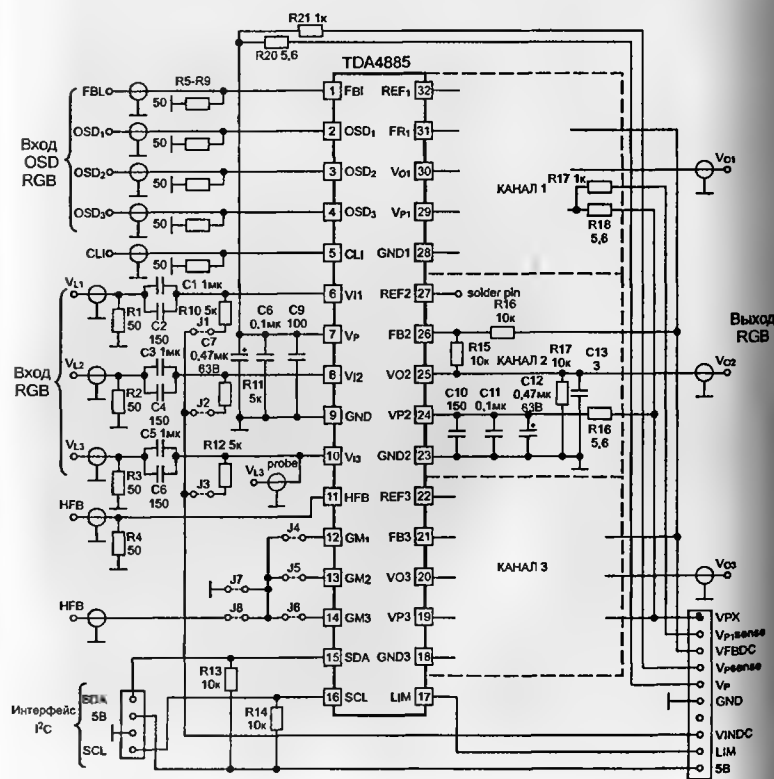 R21 1к
R20 5,6
TDA4885
Вход
OSD
RGB
FBL
R5-R9
50
OSD1
50
OSD2
50
OSD3
50
CLI
50
1 FBI
2 OSD1
3 OSD2
4 OSD3
5 CLI
6 VI1
7 VP
8 VI2
9 GND
10 VI3
11 HFB
12 GM1
13 GM2
14 GM3
15 SDA
16 SCL
REF1 32
FR1 31
VO1 30
VP1 29
GND1 28
REF2 27
FB2 26
VO2 25
VP2 24
GND2 23
REF3 22
FB3 21
VO3 20
VP3 19
GND3 18
LIM 17
Вход
RGB
VL1
R1
50
C1 1мк
C2
150
R10 5к
J1
VL2
R2
50
C3 1мк
C4
150
J2
C7
0,47мк
63В
C6
0,1мк
C9
100
R11
5к
VL3
R3
50
C5 1мк
C6
150
R12 5к
J3
VL3
probe
HFB
R4
50
J4
J5
J7
J8
J6
HFB
Интерфейс
I2C
5В
SCL
R13
10к
R14
10к
КАНАЛ 1
R17 1к
R18
5,6
VO1
solder pin
R16
10к
R15
10к
КАНАЛ 2
R17
10к
C13
3
C10
150
C11
0,1мк
C12
0,47мк
63В
R16
5,6
Выход
RGB
VO2
КАНАЛ 3
VO3
VPX
VP1sense
VFBDC
VPsense
VP
GND
VINDC
LIM
5В